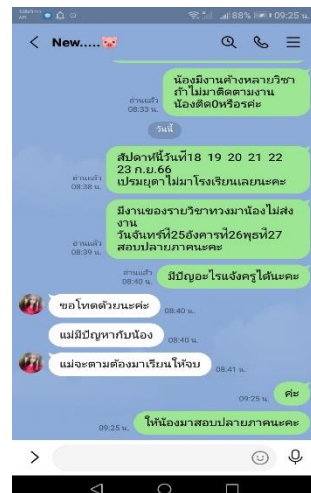 88% 09:25 น.
New.....
น้องมีงานค้างหลายวิชา
ถ้าไม่มาติดตามงาน
น้องติด0หรือรศ่ะ
อ่านแล้ว
08:33 น.
วันนี้
สัปดาห์นี้วันที่18 19 20 21 22
23 ก.ย.66
เปรมยุดาไม่มาโรงเรียนเลยนะคะ
อ่านแล้ว
08:38 น.
มีงานของรายวิชาทวงมาน้องไม่ส่ง
งาน
วันจันทร์ที่25อังคารที่26พุธที่27
สอบปลายภาคนะคะ
อ่านแล้ว
08:39 น.
มีปัญอะไรแจ้งครูได้นะคะ
อ่านแล้ว
08:40 น.
ขอโทดด้วยนะค่ะ
08:40 น.
แม่มีปัญหากับน้อง
08:40 น.
แม่จะตามต้องมาเรียนให้จบ
08:41 น.
ค่ะ
09:25 น.
ให้น้องมาสอบปลายภาคนะคะ
09:25 น.